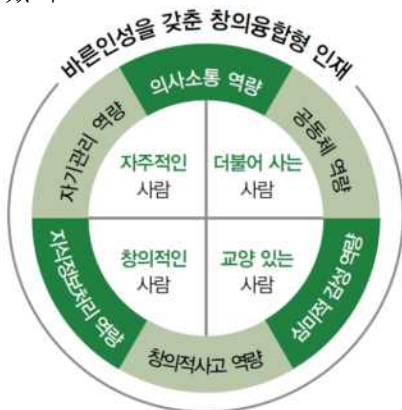 바른인성을 갖춘 창의융합형 인재
의사소통 역량
자기관리 역량
공동체 역량
자주적인
사람
더불어 사는
사람
창의적인
사람
교양 있는
사람
지식정보처리 역량
심미적 감성 역량
창의적사고 역량